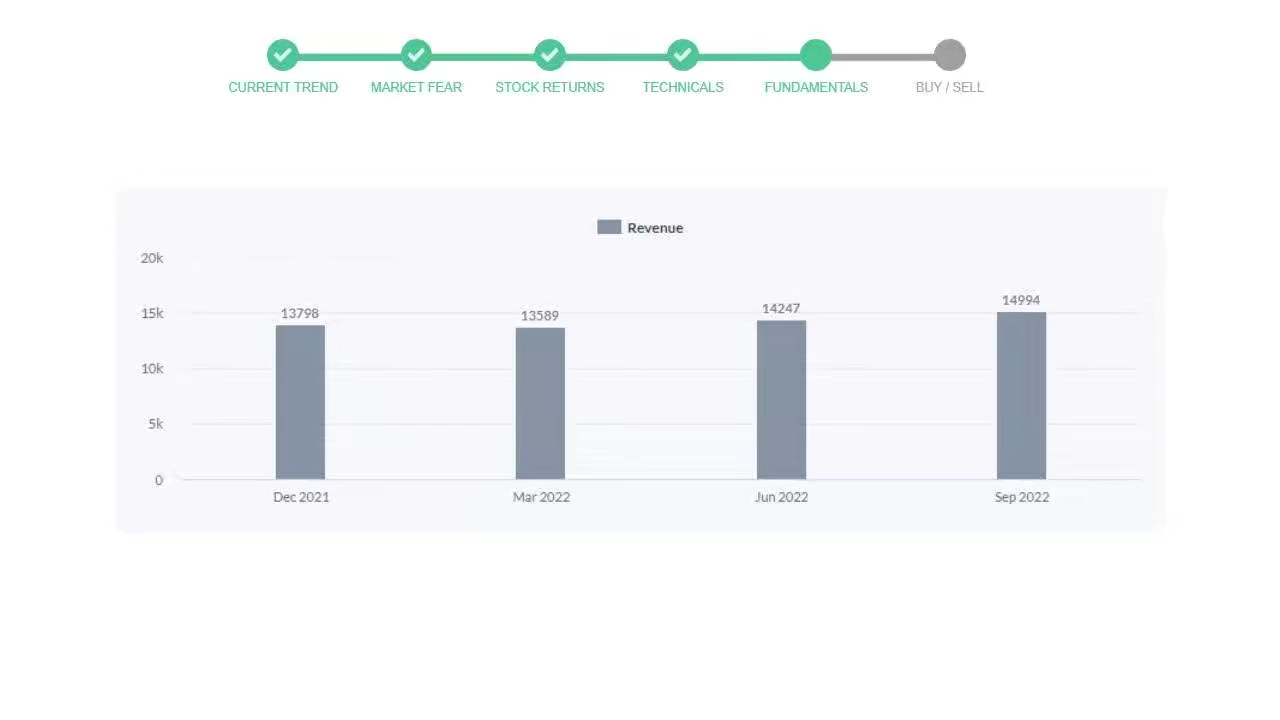 CURRENT TREND MARKET FEAR STOCK RETURNS TECHNICALS FUNDAMENTALS BUY / SELL
Revenue
20k
15k
10k
5k
0
13798 13589 14247 14994
Dec 2021 Mar 2022 Jun 2022 Sep 2022